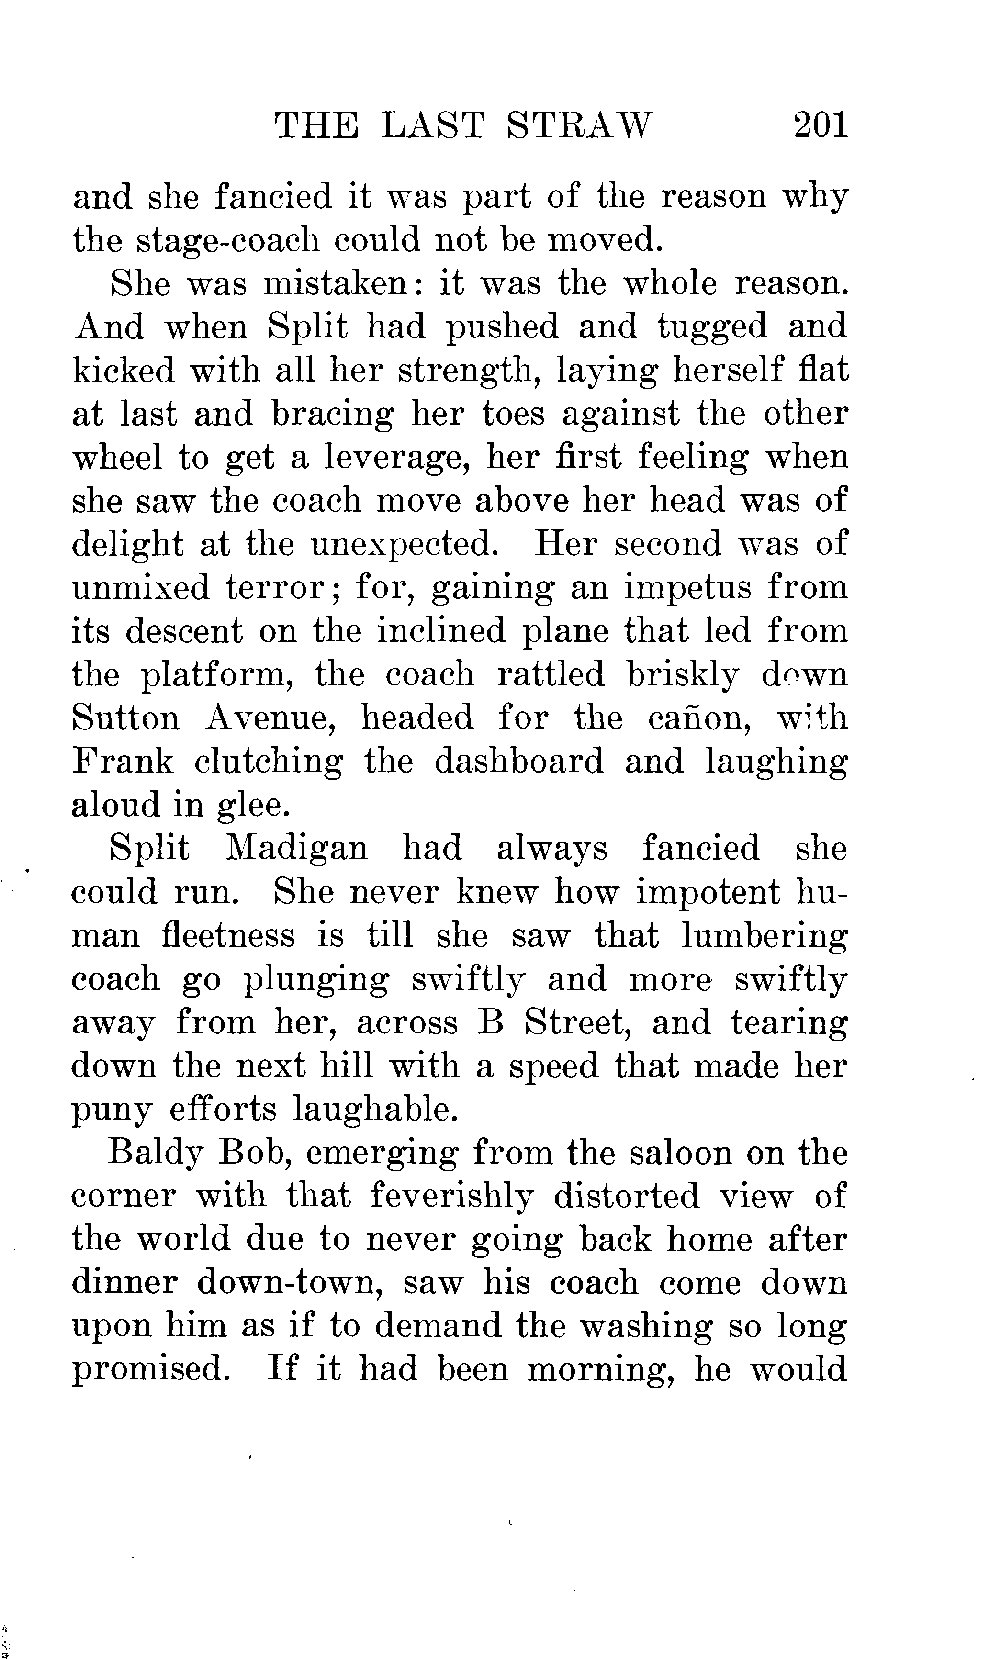 THE LAST STRAW 201
and she fancied it was part of the reason why
the stage-coach could not be moved.
She was mistaken: it was the whole reason.
And when Split had pushed and tugged and
kicked with all her strength, laying herself flat
at last and bracing her toes against the other
wheel to get a leverage, her first feeling when
she saw the coach move above her head was of
delight at the unexpected. Her second was of
unmixed terror; for, gaining an impetus from
its descent on the inclined plane that led from
the platform, the coach rattled briskly down
Sutton Avenue, headed for the cañon, with
Frank clutching the dashboard and laughing
aloud in glee.
Split Madigan had always fancied she
could run. She never knew how impotent hu-
man fleetness is till she saw that lumbering
coach go plunging swiftly and more swiftly
away from her, across B Street, and tearing
down the next hill with a speed that made her
puny efforts laughable.
Baldy Bob, emerging from the saloon on the
corner with that feverishly distorted view of
the world due to never going back home after
dinner down-town, saw his coach come down
upon him as if to demand the washing so long
promised. If it had been morning, he would